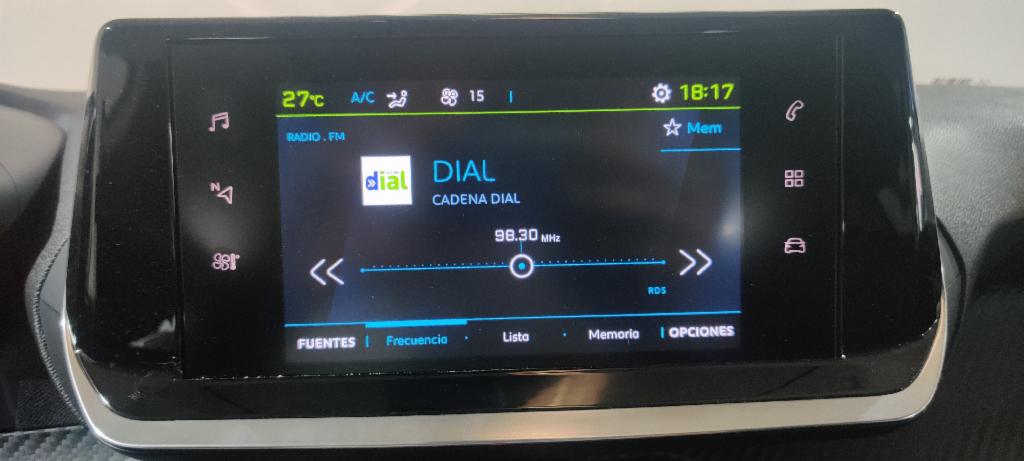 27°C A/C 15 18:17
RADIO . FM
Mem
dial
DIAL
CADENA DIAL
98.30 MHz
RDS
FUENTES Frecuencia Lista Memoria OPCIONES
N